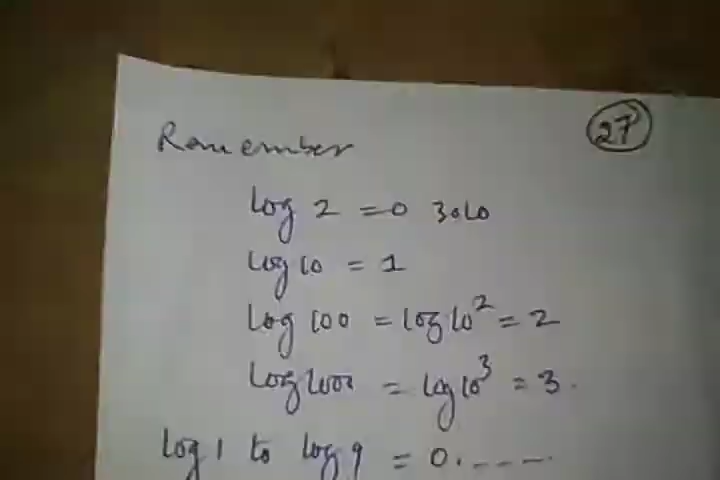 27
Remember
log 2 = 0 3010
log 10 = 1
log 100 = log 10² = 2
log 1000 = log 10³ = 3.
log 1 to log 9 = 0.----